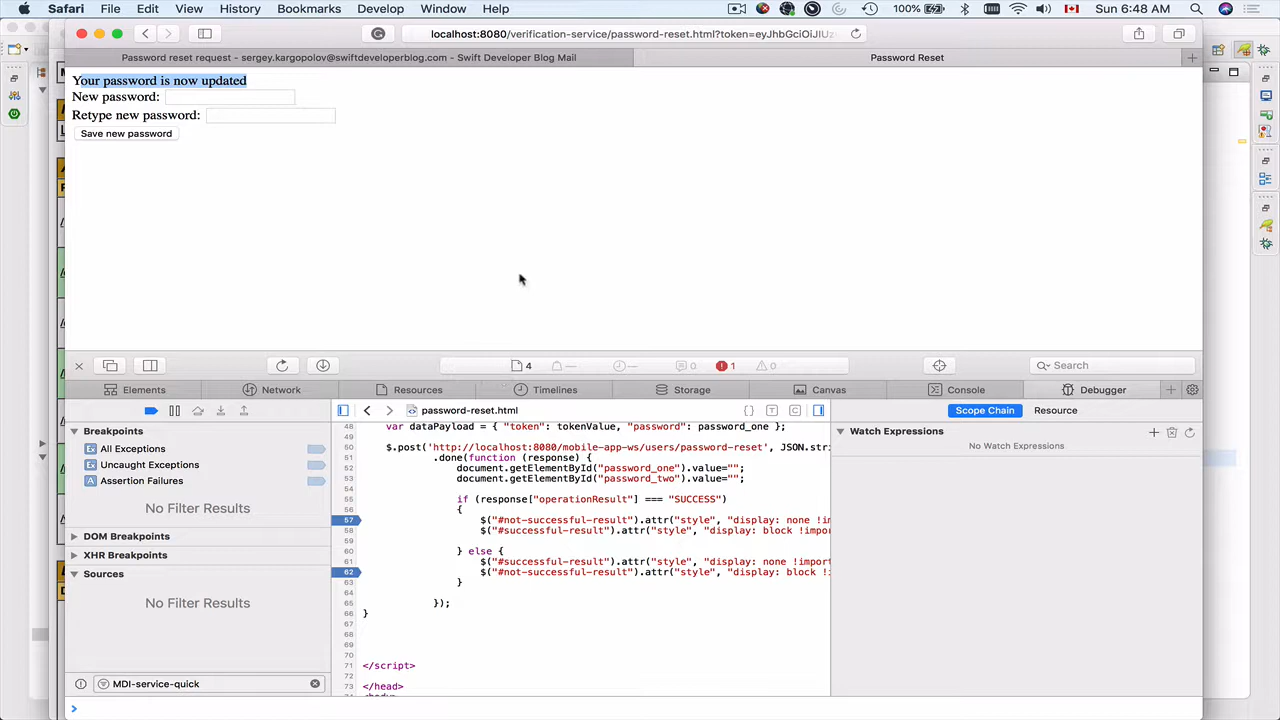 Safari File Edit View History Bookmarks Develop Window Help 100% Sun 6:48 AM
localhost:8080/verification-service/password-reset.html?token=eyJhbGciOiJIUz
Password reset request - sergey.kargopolov@swiftdeveloperblog.com - Swift Developer Blog Mail Password Reset
Your password is now updated
New password:
Retype new password:
Save new password
4 — — 0 1 0 Search
Elements Network Resources Timelines Storage Canvas Console Debugger
password-reset.html Scope Chain Resource
Breakpoints
All Exceptions
Uncaught Exceptions
Assertion Failures
No Filter Results
DOM Breakpoints
XHR Breakpoints
Sources
No Filter Results
MDI-service-quick
48 var dataPayload = { "token": tokenValue, "password": password_one };
49
50 $.post('http://localhost:8080/mobile-app-ws/users/password-reset', JSON.stri
51 .done(function (response) {
52 document.getElementById("password_one").value="";
53 document.getElementById("password_two").value="";
54
55 if (response["operationResult"] === "SUCCESS")
56 {
57 $("#not-successful-result").attr("style", "display: none !im
58 $("#successful-result").attr("style", "display: block !impor
59
60 } else {
61 $("#successful-result").attr("style", "display: none !import
62 $("#not-successful-result").attr("style", "display: block !i
63 }
64
65 });
66 }
67
68
69
70
71 </script>
72
73 </head>
Watch Expressions
No Watch Expressions